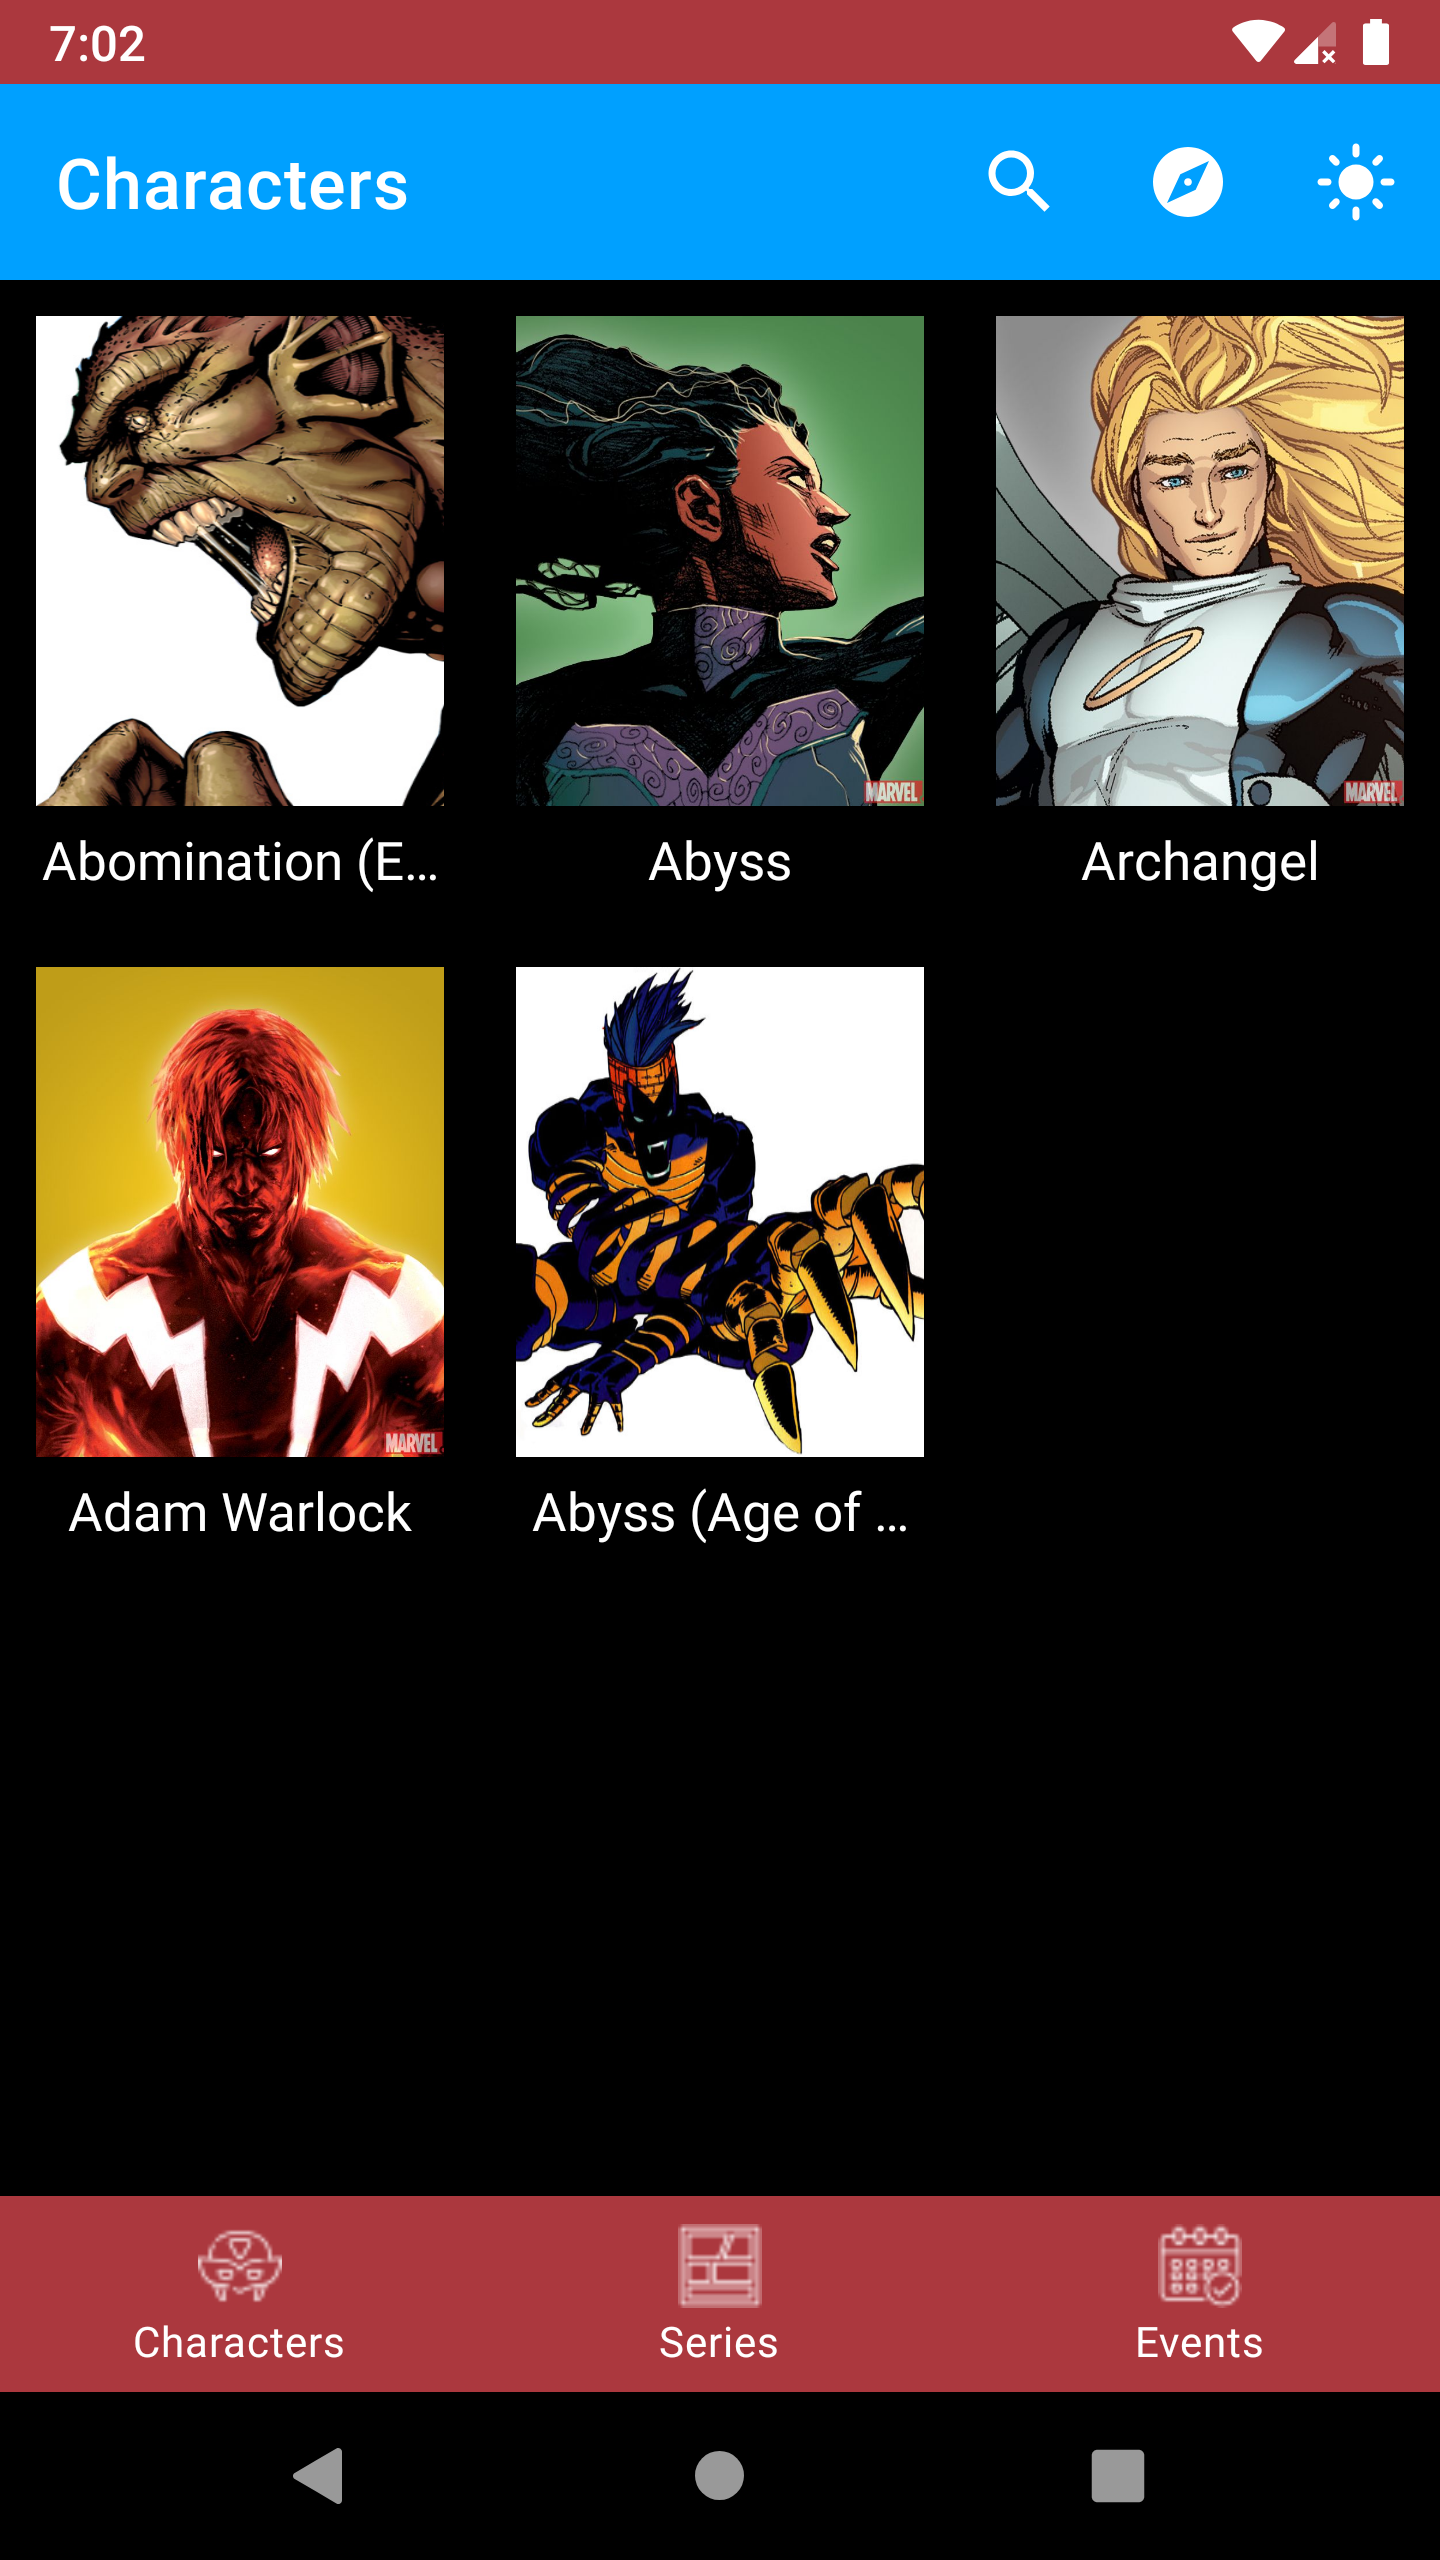 7:02
Characters
MARVEL
MARVEL
Abomination (E...
Abyss
Archangel
MARVEL
Adam Warlock
Abyss (Age of ...
Characters
Series
Events